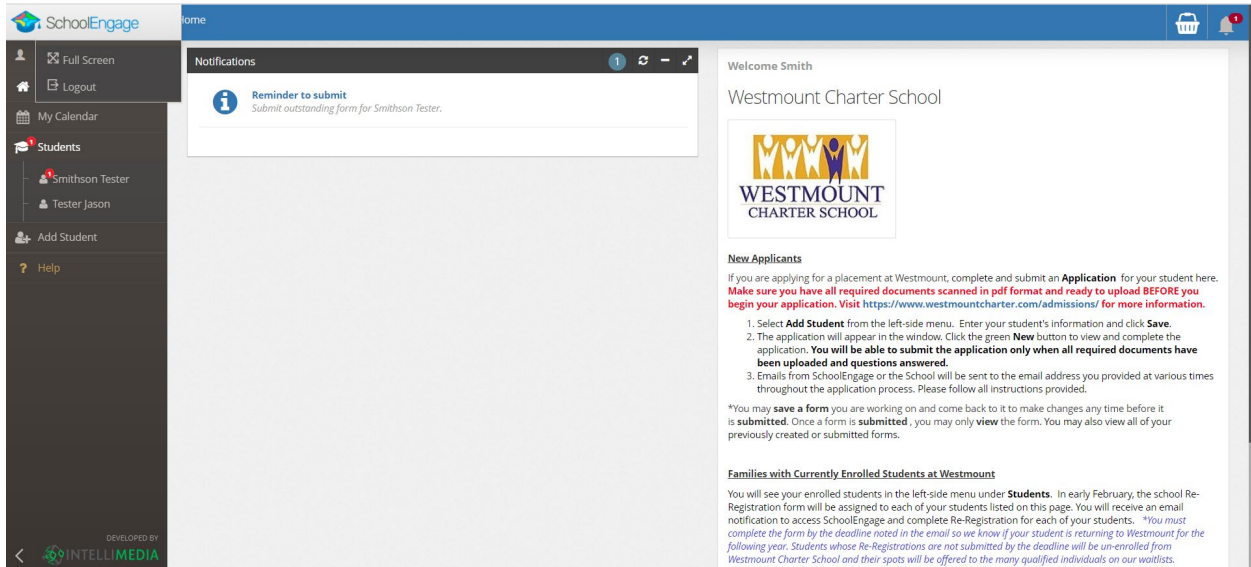 SchoolEngage
ome
1
Full Screen
Logout
My Calendar
1
Students
1
Smithson Tester
Tester Jason
Add Student
? Help
DEVELOPED BY
INTELLIMEDIA
Notifications
1
Reminder to submit
Submit outstanding form for Smithson Tester.
Welcome Smith
Westmount Charter School
WESTMOUNT
CHARTER SCHOOL
New Applicants
If you are applying for a placement at Westmount, complete and submit an Application for your student here.
Make sure you have all required documents scanned in pdf format and ready to upload BEFORE you
begin your application. Visit https://www.westmountcharter.com/admissions/ for more information.
1. Select Add Student from the left-side menu. Enter your student's information and click Save.
2. The application will appear in the window. Click the green New button to view and complete the
application. You will be able to submit the application only when all required documents have
been uploaded and questions answered.
3. Emails from SchoolEngage or the School will be sent to the email address you provided at various times
throughout the application process. Please follow all instructions provided.
*You may save a form you are working on and come back to it to make changes any time before it
is submitted. Once a form is submitted , you may only view the form. You may also view all of your
previously created or submitted forms.
Families with Currently Enrolled Students at Westmount
You will see your enrolled students in the left-side menu under Students. In early February, the school Re-
Registration form will be assigned to each of your students listed on this page. You will receive an email
notification to access SchoolEngage and complete Re-Registration for each of your students. *You must
complete the form by the deadline noted in the email so we know if your student is returning to Westmount for the
following year. Students whose Re-Registrations are not submitted by the deadline will be un-enrolled from
Westmount Charter School and their spots will be offered to the many qualified individuals on our waitlists.